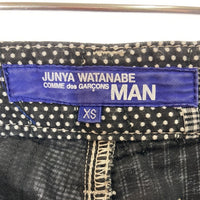 JUNYA WATANABE
COMME des GARÇONS MAN
XS